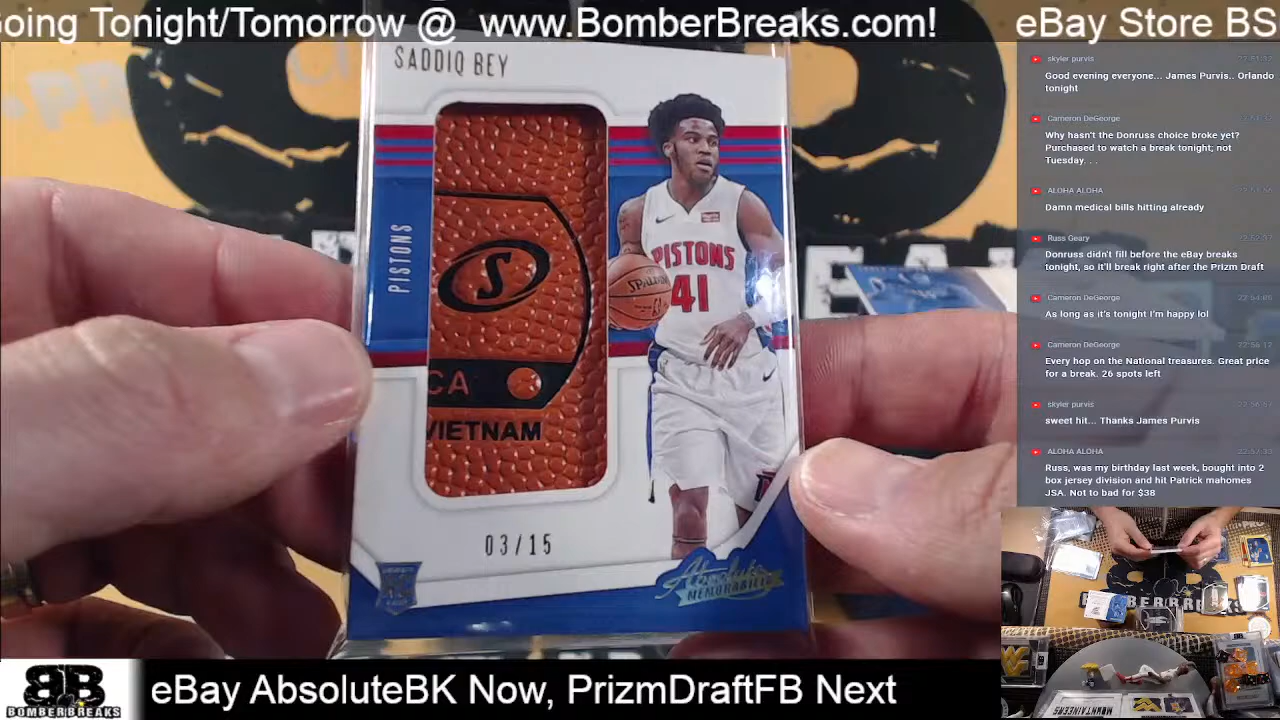 Going Tonight/Tomorrow @ www.BomberBreaks.com!
eBay Store BS
SADDIQ BEY
PISTONS
S
CA
VIETNAM
PISTONS
41
SPALDING
03/15
Absolute
MEMORABILIA
skyler purvis
Good evening everyone... James Purvis.. Orlando
tonight
Cameron DeGeorge
Why hasn't the Donruss choice broke yet?
Purchased to watch a break tonight; not
Tuesday. . .
ALOHA ALOHA
Damn medical bills hitting already
Russ Geary
Donruss didn't fill before the eBay breaks
tonight, so it'll break right after the Prizm Draft
Cameron DeGeorge
As long as it's tonight I'm happy lol
Cameron DeGeorge
Every hop on the National treasures. Great price
for a break. 26 spots left
skyler purvis
sweet hit... Thanks James Purvis
ALOHA ALOHA
Russ, was my birthday last week, bought into 2
box jersey division and hit Patrick mahomes
JSA. Not to bad for $38
MOUNTAINEERS
BB
BOMBERBREAKS
eBay AbsoluteBK Now, PrizmDraftFB Next